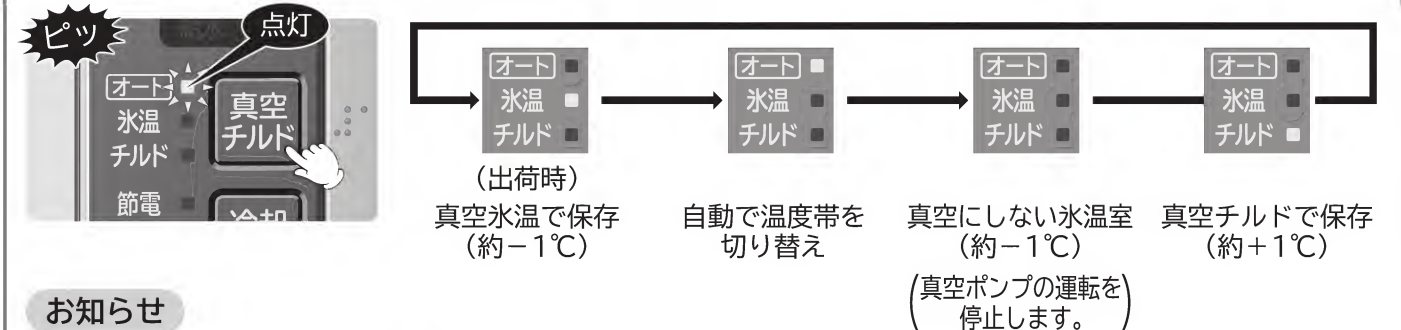 ピッ
点灯
オート
氷温
チルド
節電
真空
チルド
オート
氷温
チルド
(出荷時)
真空氷温で保存
(約－1℃)
オート
氷温
チルド
自動で温度帯を
切り替え
オート
氷温
チルド
真空にしない氷温室
(約－1℃)
(真空ポンプの運転を
停止します。)
オート
氷温
チルド
真空チルドで保存
(約＋1℃)
お知らせ